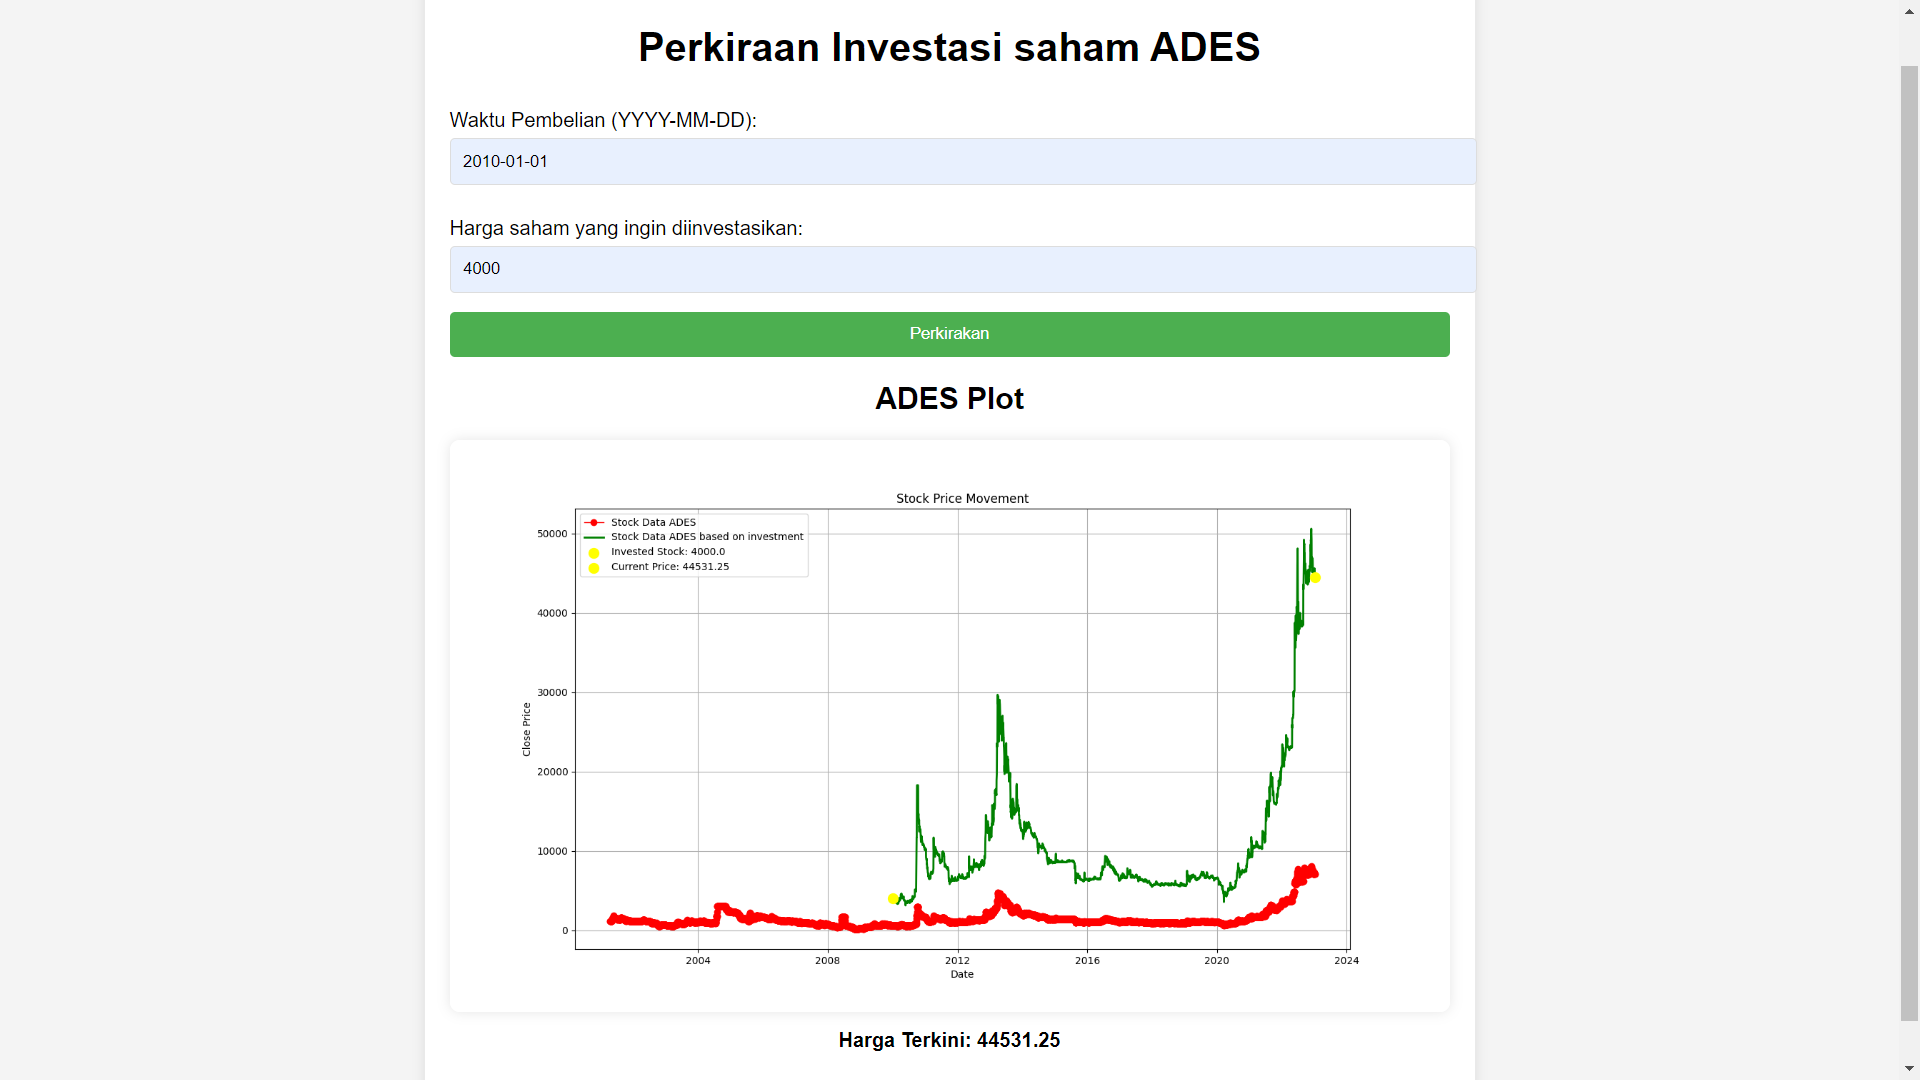 Perkiraan Investasi saham ADES
Waktu Pembelian (YYYY-MM-DD):
2010-01-01
Harga saham yang ingin diinvestasikan:
4000
Perkirakan
ADES Plot
Stock Price Movement
Stock Data ADES
Stock Data ADES based on investment
Invested Stock: 4000.0
Current Price: 44531.25
50000
40000
30000
20000
10000
0
Close Price
2004
2008
2012
2016
2020
2024
Date
Harga Terkini: 44531.25